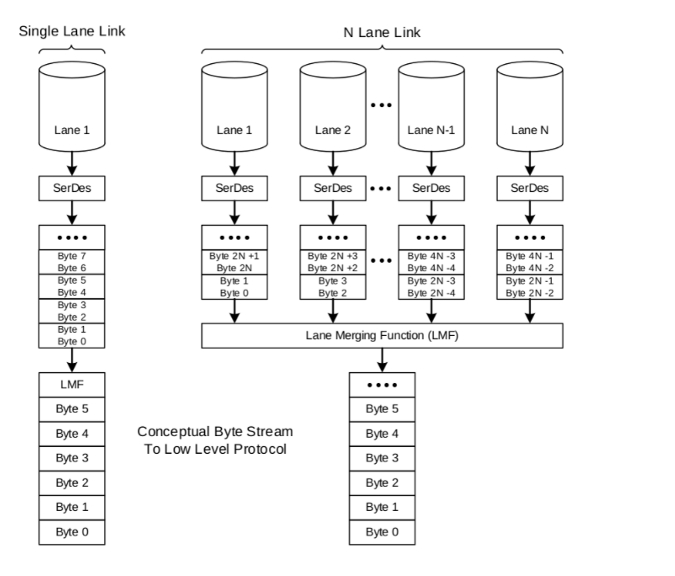 Single Lane Link
N Lane Link
Lane 1
Lane 1
Lane 2
•••
Lane N-1
Lane N
SerDes
SerDes
SerDes
•••
SerDes
SerDes
••••
Byte 7
Byte 6
Byte 5
Byte 4
Byte 3
Byte 2
Byte 1
Byte 0
••••
Byte 2N +1
Byte 2N
Byte 1
Byte 0
••••
Byte 2N +3
Byte 2N +2
Byte 3
Byte 2
•••
••••
Byte 4N -3
Byte 4N -4
Byte 2N -3
Byte 2N -4
••••
Byte 4N -1
Byte 4N -2
Byte 2N -1
Byte 2N -2
Lane Merging Function (LMF)
LMF
Byte 5
Byte 4
Byte 3
Byte 2
Byte 1
Byte 0
Conceptual Byte Stream
To Low Level Protocol
••••
Byte 5
Byte 4
Byte 3
Byte 2
Byte 1
Byte 0